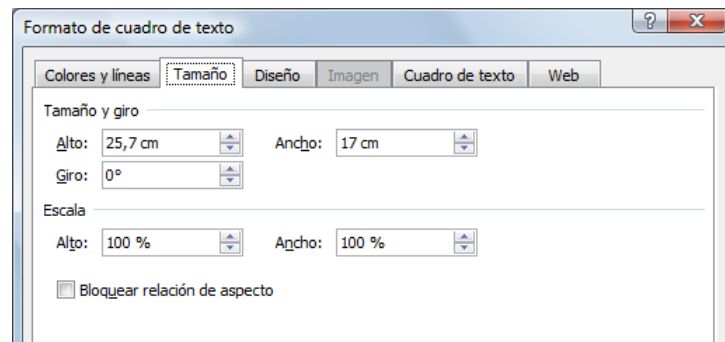 Formato de cuadro de texto
Colores y líneas Tamaño Diseño Imagen Cuadro de texto Web
Tamaño y giro
Alto: 25,7 cm Ancho: 17 cm
Giro: 0°
Escala
Alto: 100 % Ancho: 100 %
Bloquear relación de aspecto